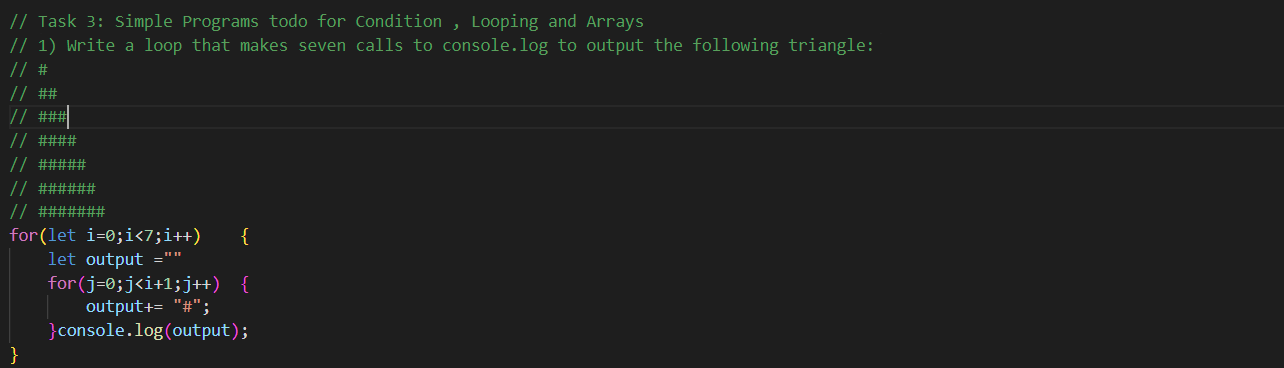 // Task 3: Simple Programs todo for Condition , Looping and Arrays
// 1) Write a loop that makes seven calls to console.log to output the following triangle:
// #
// ##
// ###
// ####
// #####
// ######
// #######
for(let i=0;i<7;i++)    {
    let output =""
    for(j=0;j<i+1;j++)  {
        output+= "#";
    }console.log(output);
}